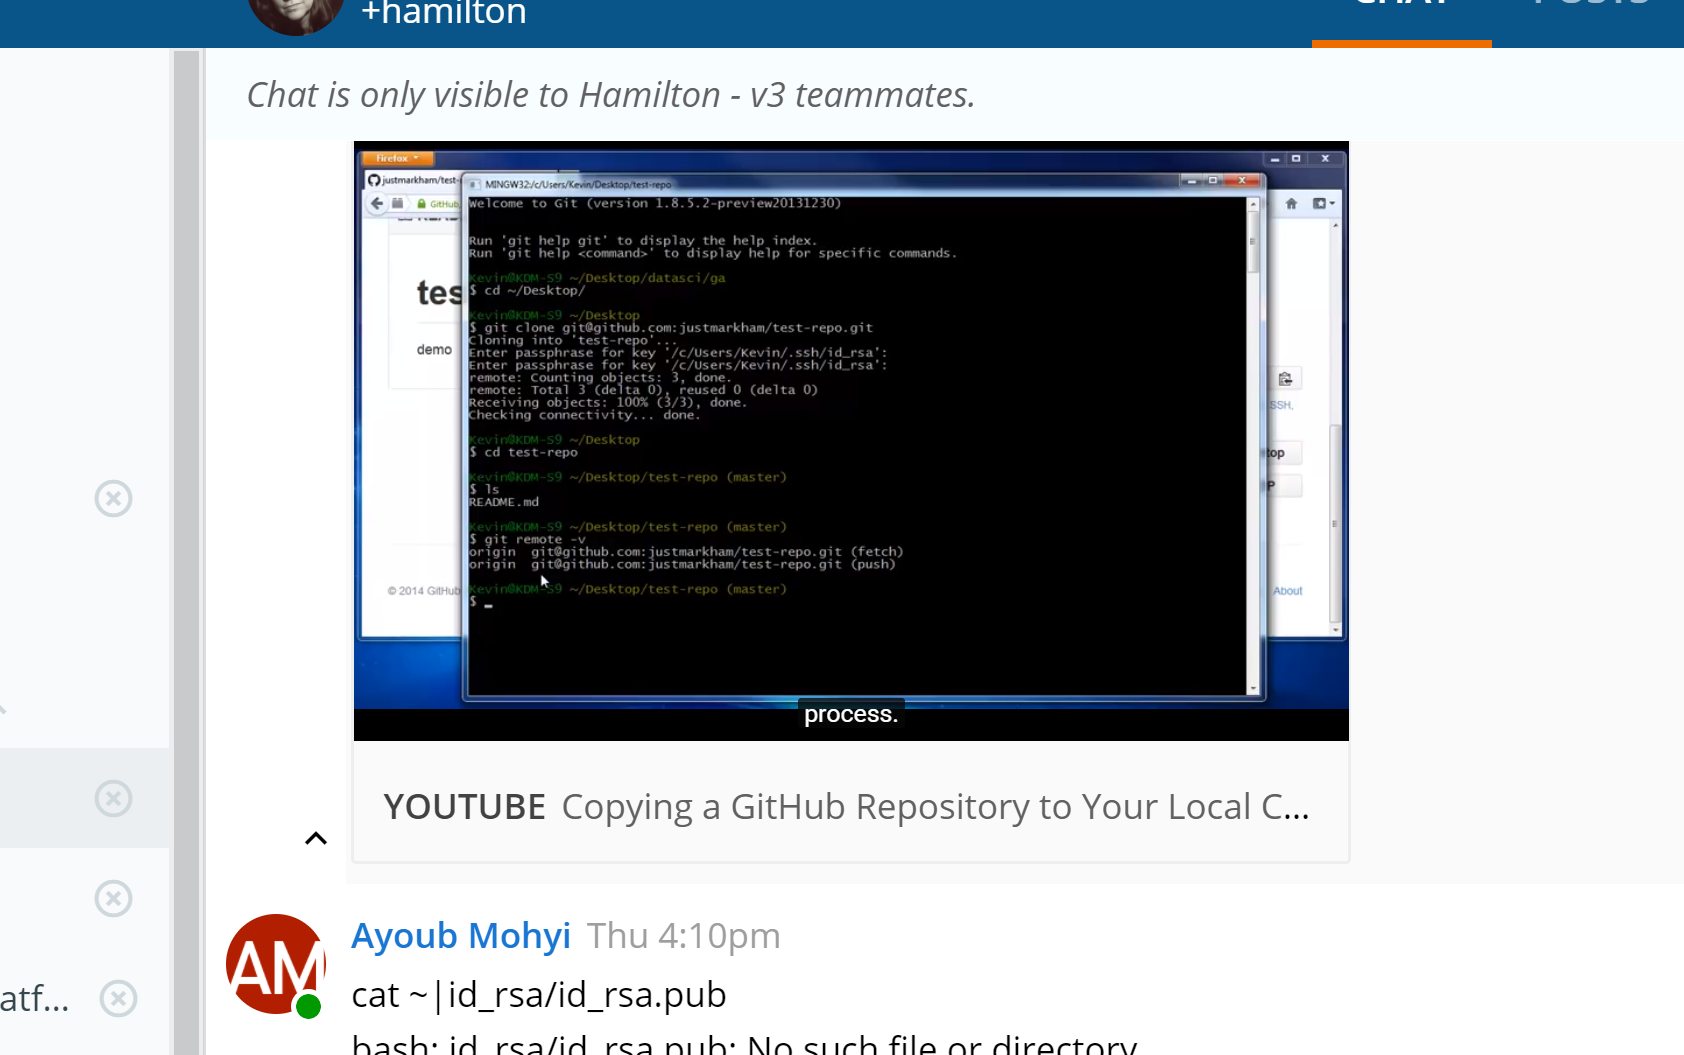 +hamilton
Chat is only visible to Hamilton - v3 teammates.
Firefox
justmarkham/test-
MINGW32:/c/Users/Kevin/Desktop/test-repo
GitHub,
Welcome to Git (version 1.8.5.2-preview20131230)
Run 'git help git' to display the help index.
Run 'git help <command>' to display help for specific commands.
Kevin@KDM-S9 ~/Desktop/datasci/ga
$ cd ~/Desktop/
tes
Kevin@KDM-S9 ~/Desktop
$ git clone git@github.com:justmarkham/test-repo.git
Cloning into 'test-repo'...
demo
Enter passphrase for key '/c/Users/Kevin/.ssh/id_rsa':
Enter passphrase for key '/c/Users/Kevin/.ssh/id_rsa':
remote: Counting objects: 3, done.
remote: Total 3 (delta 0), reused 0 (delta 0)
Receiving objects: 100% (3/3), done.
SSH,
Checking connectivity... done.
Kevin@KDM-S9 ~/Desktop
$ cd test-repo
top
Kevin@KDM-S9 ~/Desktop/test-repo (master)
$ ls
P
README.md
Kevin@KDM-S9 ~/Desktop/test-repo (master)
$ git remote -v
origin git@github.com:justmarkham/test-repo.git (fetch)
origin git@github.com:justmarkham/test-repo.git (push)
Kevin@KDM-S9 ~/Desktop/test-repo (master)
$
© 2014 GitHub
About
process.
YOUTUBE Copying a GitHub Repository to Your Local C...
Ayoub Mohyi Thu 4:10pm
AM
cat ~|id_rsa/id_rsa.pub
atf...
bash: id_rsa/id_rsa.pub: No such file or directory